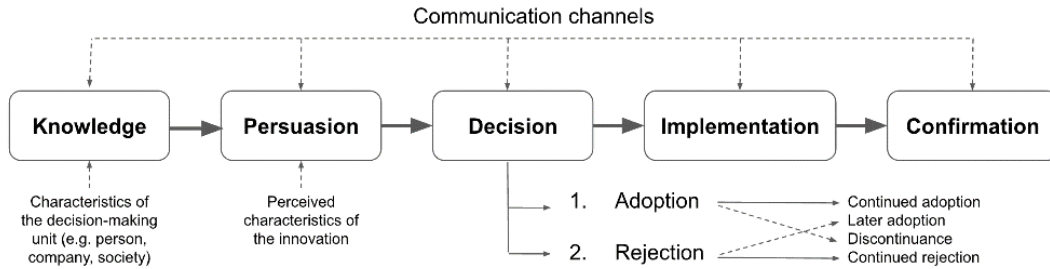 Communication channels
Knowledge
Persuasion
Decision
Implementation
Confirmation
Characteristics of
the decision-making
unit (e.g. person,
company, society)
Perceived
characteristics of
the innovation
1. Adoption
2. Rejection
Continued adoption
Later adoption
Discontinuance
Continued rejection